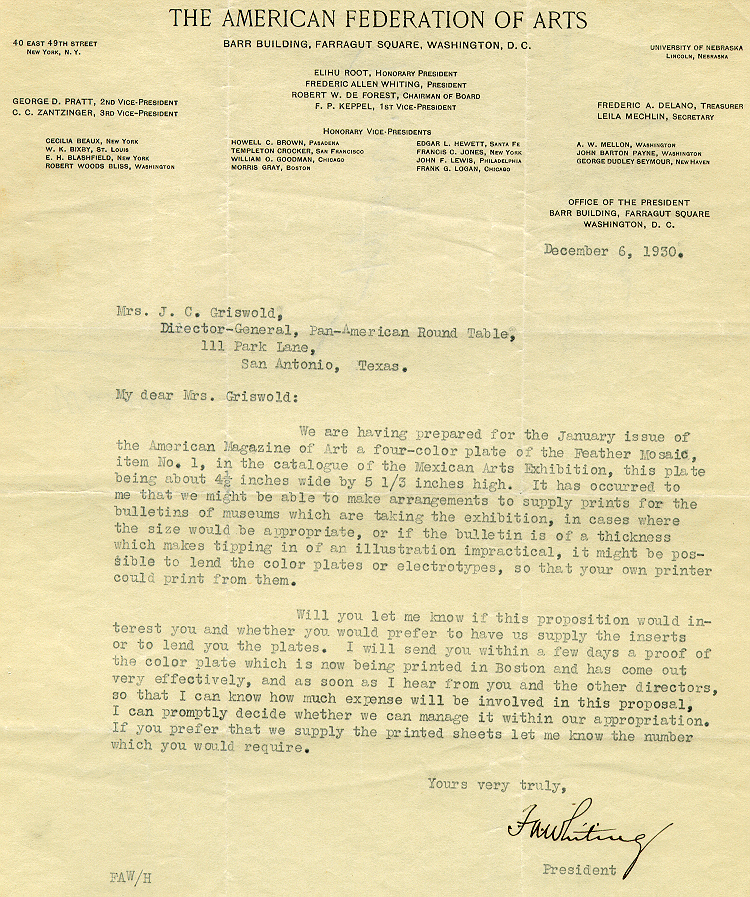 THE AMERICAN FEDERATION OF ARTS
40 EAST 49TH STREET
NEW YORK, N.Y.
BARR BUILDING, FARRAGUT SQUARE, WASHINGTON, D. C.
UNIVERSITY OF NEBRASKA
LINCOLN, NEBRASKA
ELIHU ROOT, HONORARY PRESIDENT
FREDERIC ALLEN WHITING, PRESIDENT
ROBERT W. DE FOREST, CHAIRMAN OF BOARD
F. P. KEPPEL, 1ST VICE-PRESIDENT
GEORGE D. PRATT, 2ND VICE-PRESIDENT
C. C. ZANTZINGER, 3RD VICE-PRESIDENT
FREDERIC A. DELANO, TREASURER
LEILA MECHLIN, SECRETARY
HONORARY VICE-PRESIDENTS
CECILIA BEAUX, NEW YORK
W. K. BIXBY, ST. LOUIS
E. H. BLASHFIELD, NEW YORK
ROBERT WOODS BLISS, WASHINGTON
HOWELL C. BROWN, PASADENA
TEMPLETON CROCKER, SAN FRANCISCO
WILLIAM O. GOODMAN, CHICAGO
MORRIS GRAY, BOSTON
EDGAR L. HEWETT, SANTA FE
FRANCIS C. JONES, NEW YORK
JOHN F. LEWIS, PHILADELPHIA
FRANK G. LOGAN, CHICAGO
A. W. MELLON, WASHINGTON
JOHN BARTON PAYNE, WASHINGTON
GEORGE DUDLEY SEYMOUR, NEW HAVEN
OFFICE OF THE PRESIDENT
BARR BUILDING, FARRAGUT SQUARE
WASHINGTON, D. C.
December 6, 1930.
Mrs. J. C. Griswold,
Director-General, Pan-American Round Table,
111 Park Lane,
San Antonio, Texas.
My dear Mrs. Griswold:
We are having prepared for the January issue of
the American Magazine of Art a four-color plate of the Feather Mosaic,
item No. 1, in the catalogue of the Mexican Arts Exhibition, this plate
being about 4½ inches wide by 5 1/3 inches high. It has occurred to
me that we might be able to make arrangements to supply prints for the
bulletins of museums which are taking the exhibition, in cases where
the size would be appropriate, or if the bulletin is of a thickness
which makes tipping in of an illustration impractical, it might be pos-
sible to lend the color plates or electrotypes, so that your own printer
could print from them.
Will you let me know if this proposition would in-
terest you and whether you would prefer to have us supply the inserts
or to lend you the plates. I will send you within a few days a proof of
the color plate which is now being printed in Boston and has come out
very effectively, and as soon as I hear from you and the other directors,
so that I can know how much expense will be involved in this proposal,
I can promptly decide whether we can manage it within our appropriation.
If you prefer that we supply the printed sheets let me know the number
which you would require.
Yours very truly,
FAWhiting
President
FAW/H